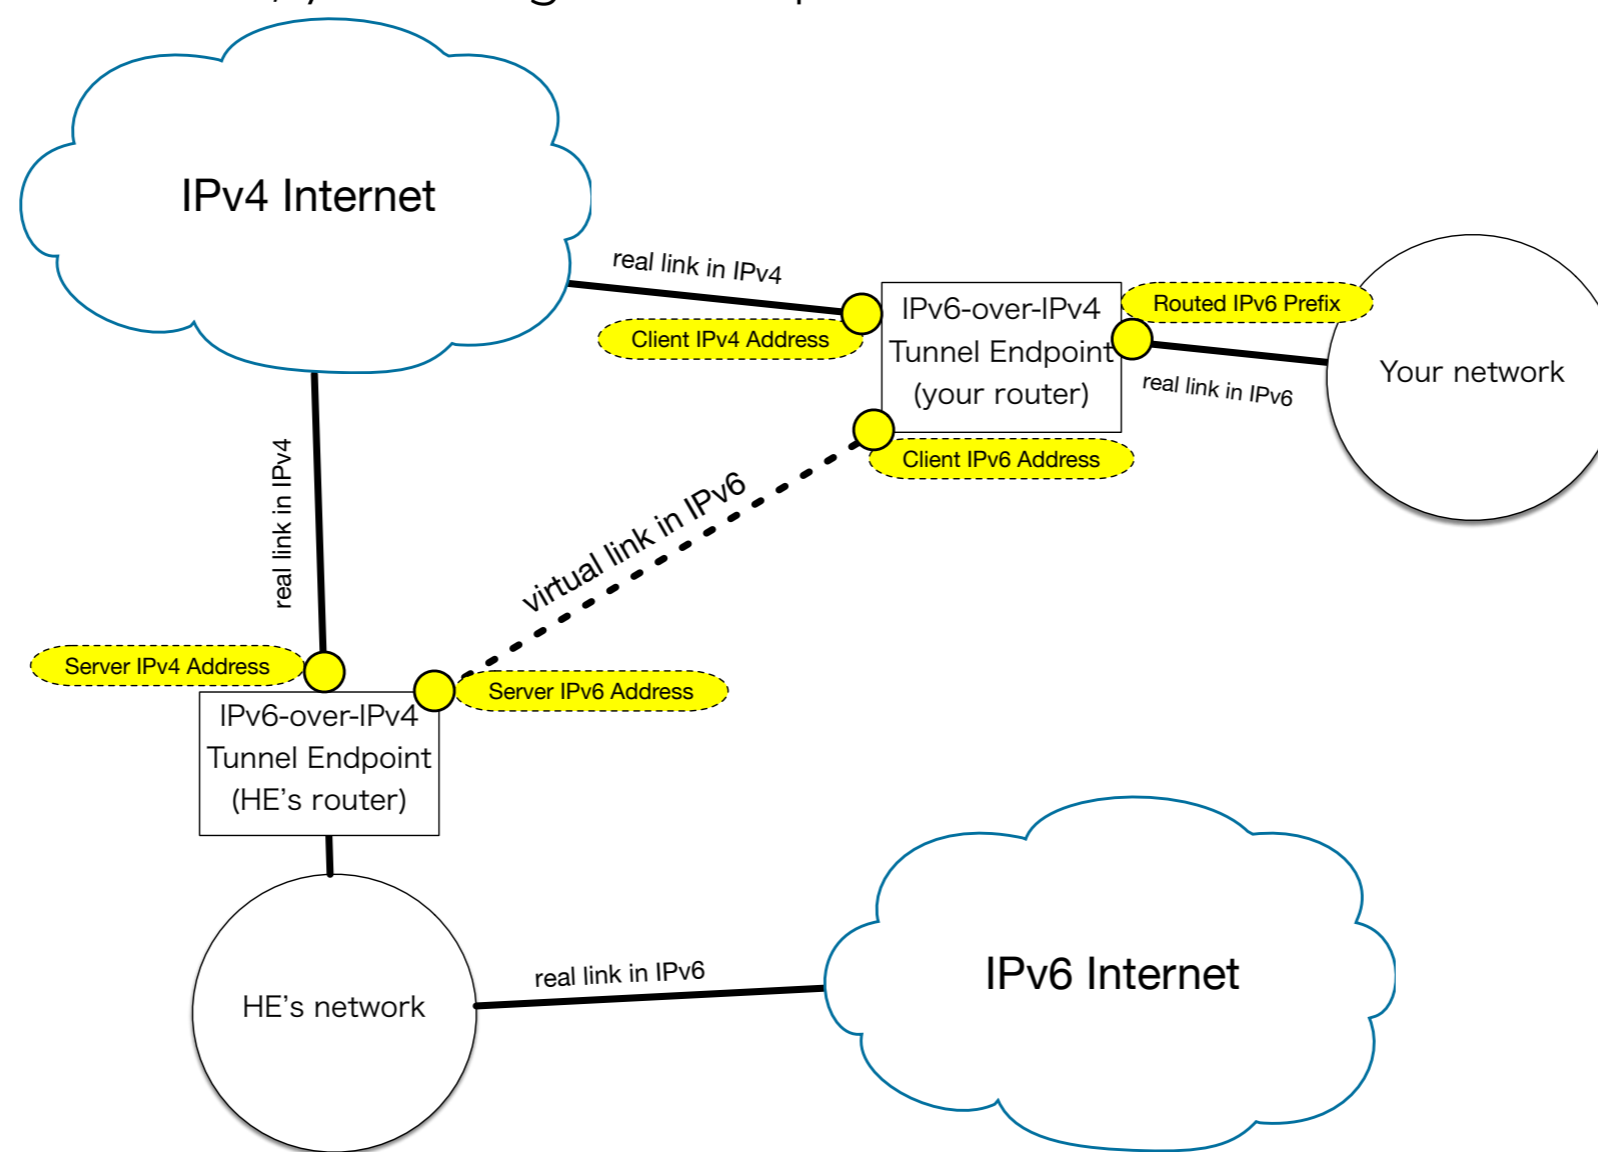 IPv4 Internet
real link in IPv4
Client IPv4 Address
IPv6-over-IPv4
Tunnel Endpoint
(your router)
Routed IPv6 Prefix
real link in IPv6
Your network
Client IPv6 Address
virtual link in IPv6
real link in IPv4
Server IPv4 Address
Server IPv6 Address
IPv6-over-IPv4
Tunnel Endpoint
(HE's router)
HE's network
real link in IPv6
IPv6 Internet